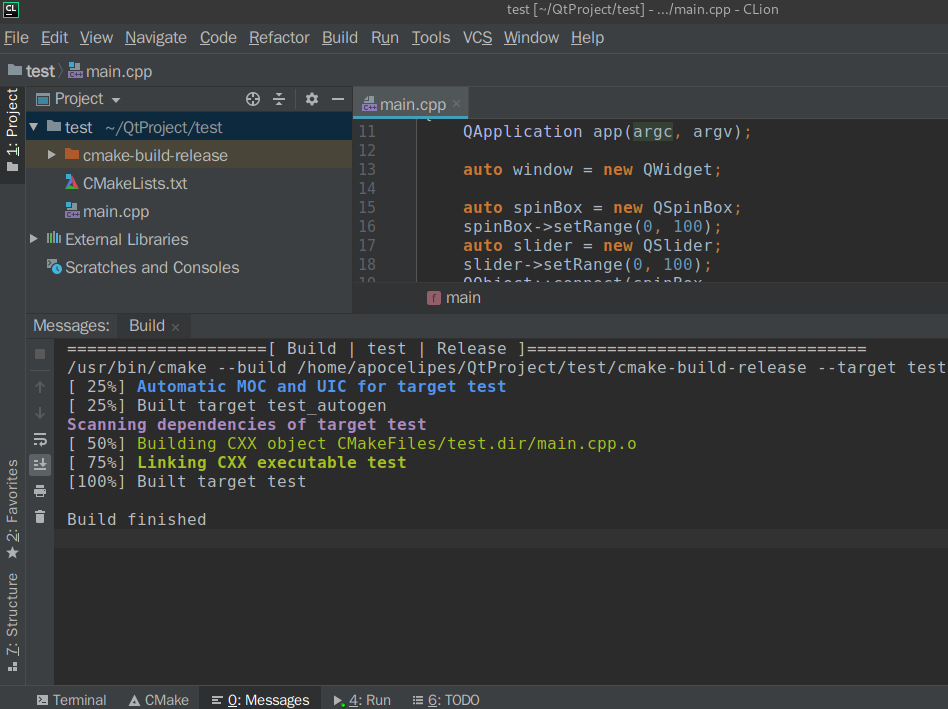 CL
test [~/QtProject/test] - .../main.cpp - CLion
File Edit View Navigate Code Refactor Build Run Tools VCS Window Help
test main.cpp
1: Project
Project
main.cpp
test ~/QtProject/test
cmake-build-release
CMakeLists.txt
main.cpp
External Libraries
Scratches and Consoles
11 QApplication app(argc, argv);
12
13 auto window = new QWidget;
14
15 auto spinBox = new QSpinBox;
16 spinBox->setRange(0, 100);
17 auto slider = new QSlider;
18 slider->setRange(0, 100);
19 QObject::connect(spinBox
f main
Messages: Build
====================[ Build | test | Release ]==================================
/usr/bin/cmake --build /home/apocelipes/QtProject/test/cmake-build-release --target test
[ 25%] Automatic MOC and UIC for target test
[ 25%] Built target test_autogen
Scanning dependencies of target test
[ 50%] Building CXX object CMakeFiles/test.dir/main.cpp.o
[ 75%] Linking CXX executable test
[100%] Built target test
Build finished
2: Favorites
7: Structure
Terminal CMake 0: Messages 4: Run 6: TODO